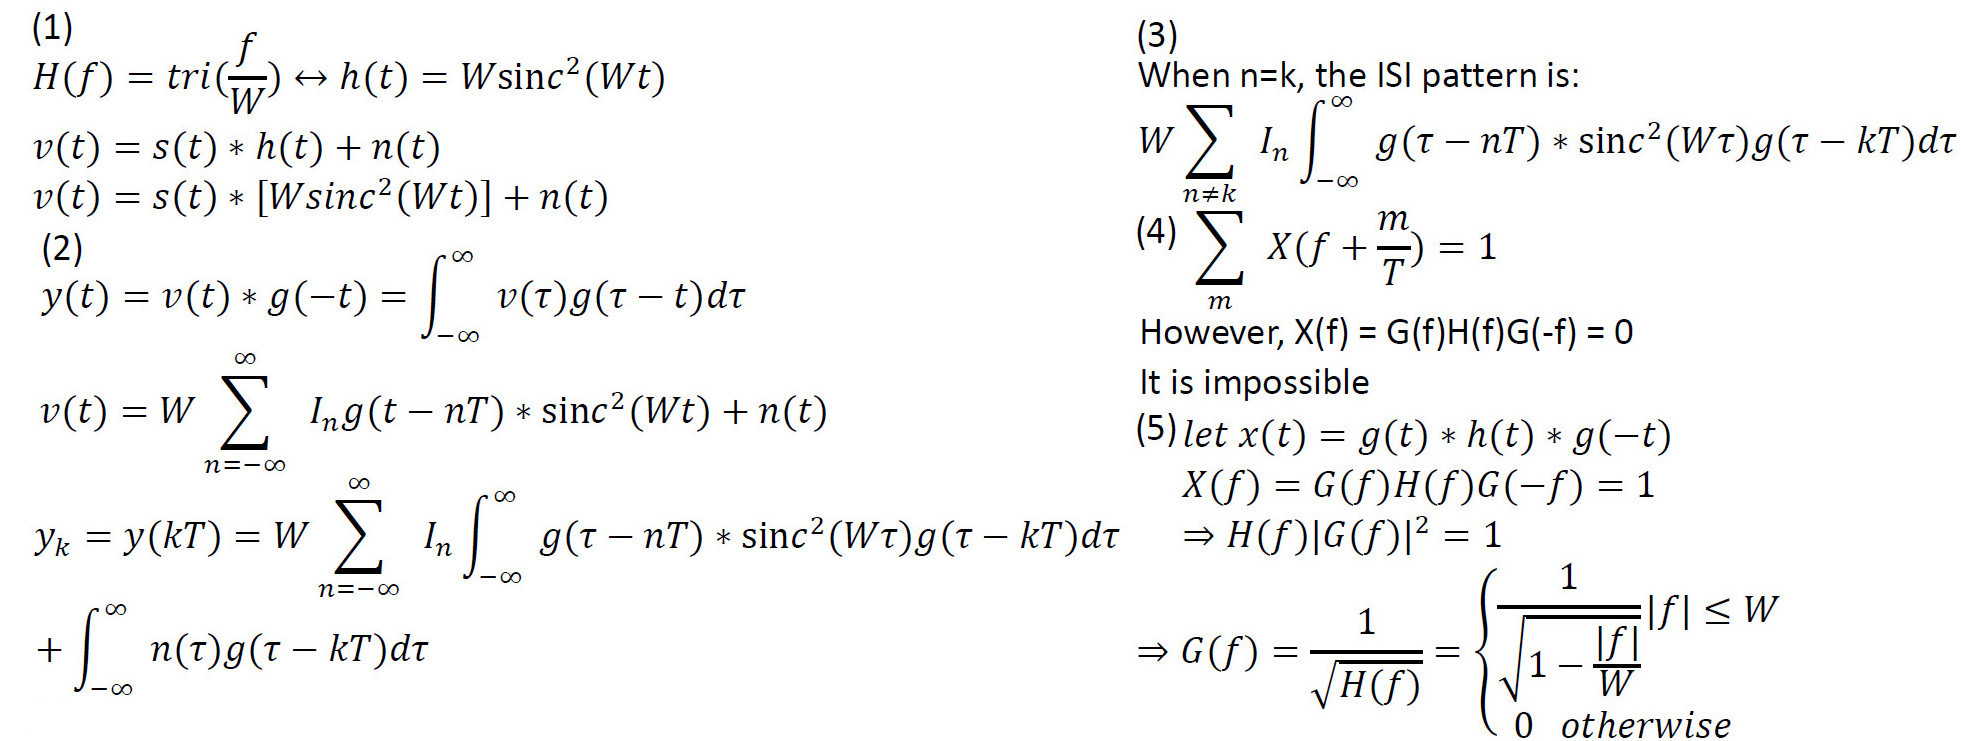 (1)
H(f) = tri(f/W) ↔ h(t) = Wsinc²(Wt)
v(t) = s(t) * h(t) + n(t)
v(t) = s(t) * [Wsinc²(Wt)] + n(t)
(2)
y(t) = v(t) * g(−t) = ∫_{−∞}^{∞} v(τ)g(τ − t)dτ
v(t) = W ∑_{n=−∞}^{∞} I_n g(t − nT) * sinc²(Wt) + n(t)
y_k = y(kT) = W ∑_{n=−∞}^{∞} I_n ∫_{−∞}^{∞} g(τ − nT) * sinc²(Wτ)g(τ − kT)dτ
+ ∫_{−∞}^{∞} n(τ)g(τ − kT)dτ
(3)
When n=k, the ISI pattern is:
W ∑_{n≠k} I_n ∫_{−∞}^{∞} g(τ − nT) * sinc²(Wτ)g(τ − kT)dτ
(4) ∑_m X(f + m/T) = 1
However, X(f) = G(f)H(f)G(-f) = 0
It is impossible
(5) let x(t) = g(t) * h(t) * g(−t)
X(f) = G(f)H(f)G(−f) = 1
⇒ H(f)|G(f)|² = 1
⇒ G(f) = 1/√H(f) = { 1/√(1 − |f|/W) |f| ≤ W
0 otherwise